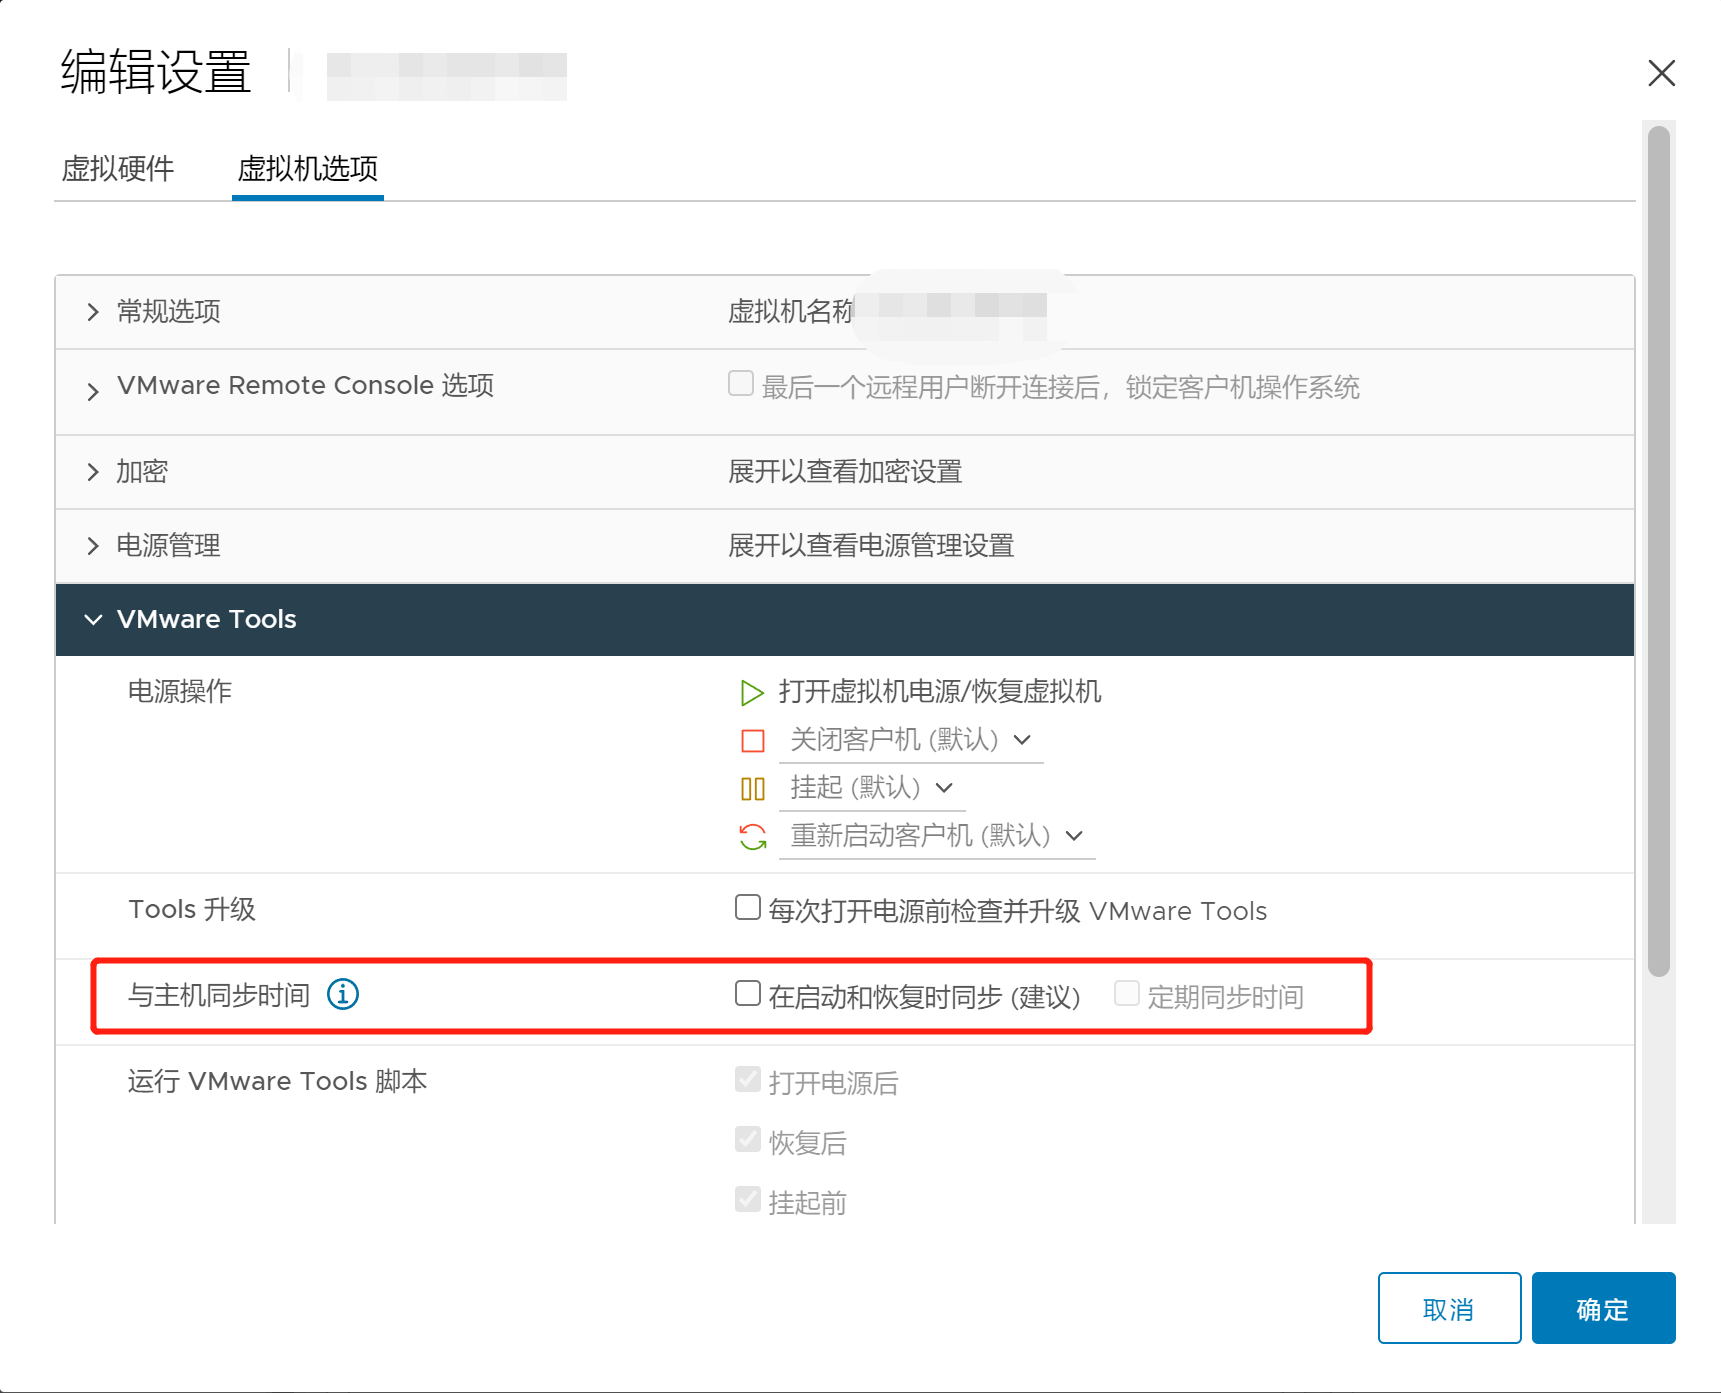 编辑设置
虚拟硬件 虚拟机选项
常规选项 虚拟机名称
VMware Remote Console 选项 最后一个远程用户断开连接后，锁定客户机操作系统
加密 展开以查看加密设置
电源管理 展开以查看电源管理设置
VMware Tools
电源操作 打开虚拟机电源/恢复虚拟机
关闭客户机 (默认)
挂起 (默认)
重新启动客户机 (默认)
Tools 升级 每次打开电源前检查并升级 VMware Tools
与主机同步时间 在启动和恢复时同步 (建议) 定期同步时间
运行 VMware Tools 脚本 打开电源后
恢复后
挂起前
取消 确定